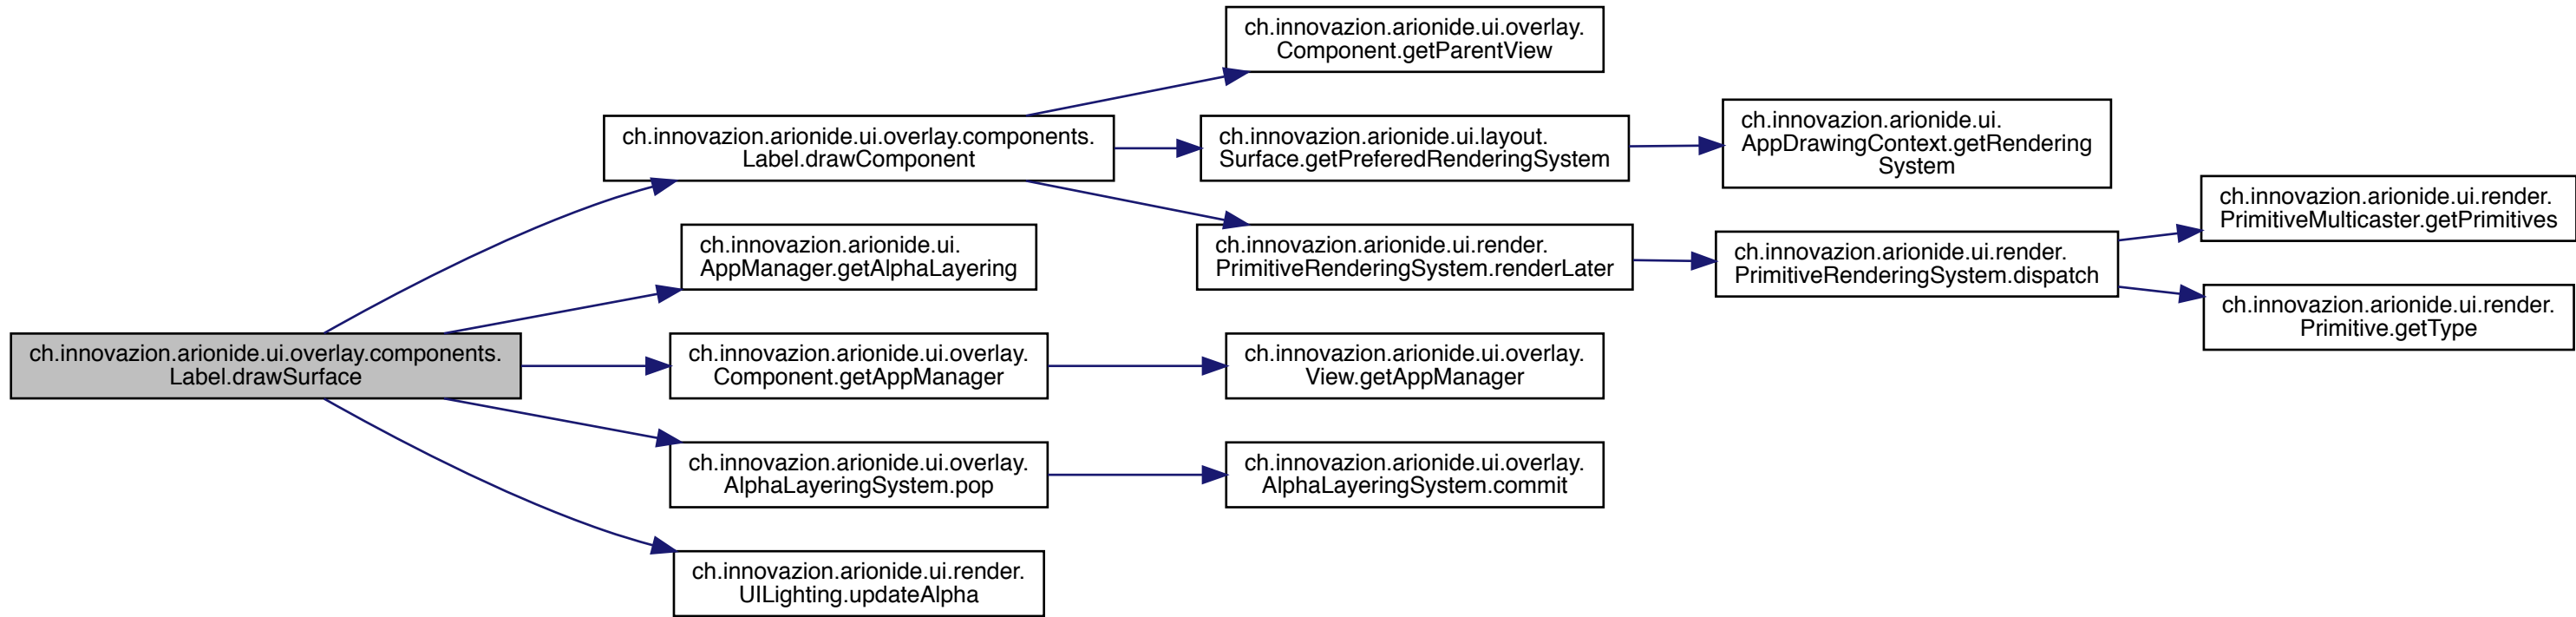 ch.innovazion.arionide.ui.overlay.components.
Label.drawSurface
ch.innovazion.arionide.ui.overlay.components.
Label.drawComponent
ch.innovazion.arionide.ui.overlay.
Component.getParentView
ch.innovazion.arionide.ui.layout.
Surface.getPreferedRenderingSystem
ch.innovazion.arionide.ui.
AppDrawingContext.getRendering
System
ch.innovazion.arionide.ui.render.
PrimitiveRenderingSystem.renderLater
ch.innovazion.arionide.ui.render.
PrimitiveRenderingSystem.dispatch
ch.innovazion.arionide.ui.render.
PrimitiveMulticaster.getPrimitives
ch.innovazion.arionide.ui.render.
Primitive.getType
ch.innovazion.arionide.ui.
AppManager.getAlphaLayering
ch.innovazion.arionide.ui.overlay.
Component.getAppManager
ch.innovazion.arionide.ui.overlay.
View.getAppManager
ch.innovazion.arionide.ui.overlay.
AlphaLayeringSystem.pop
ch.innovazion.arionide.ui.overlay.
AlphaLayeringSystem.commit
ch.innovazion.arionide.ui.render.
UILighting.updateAlpha